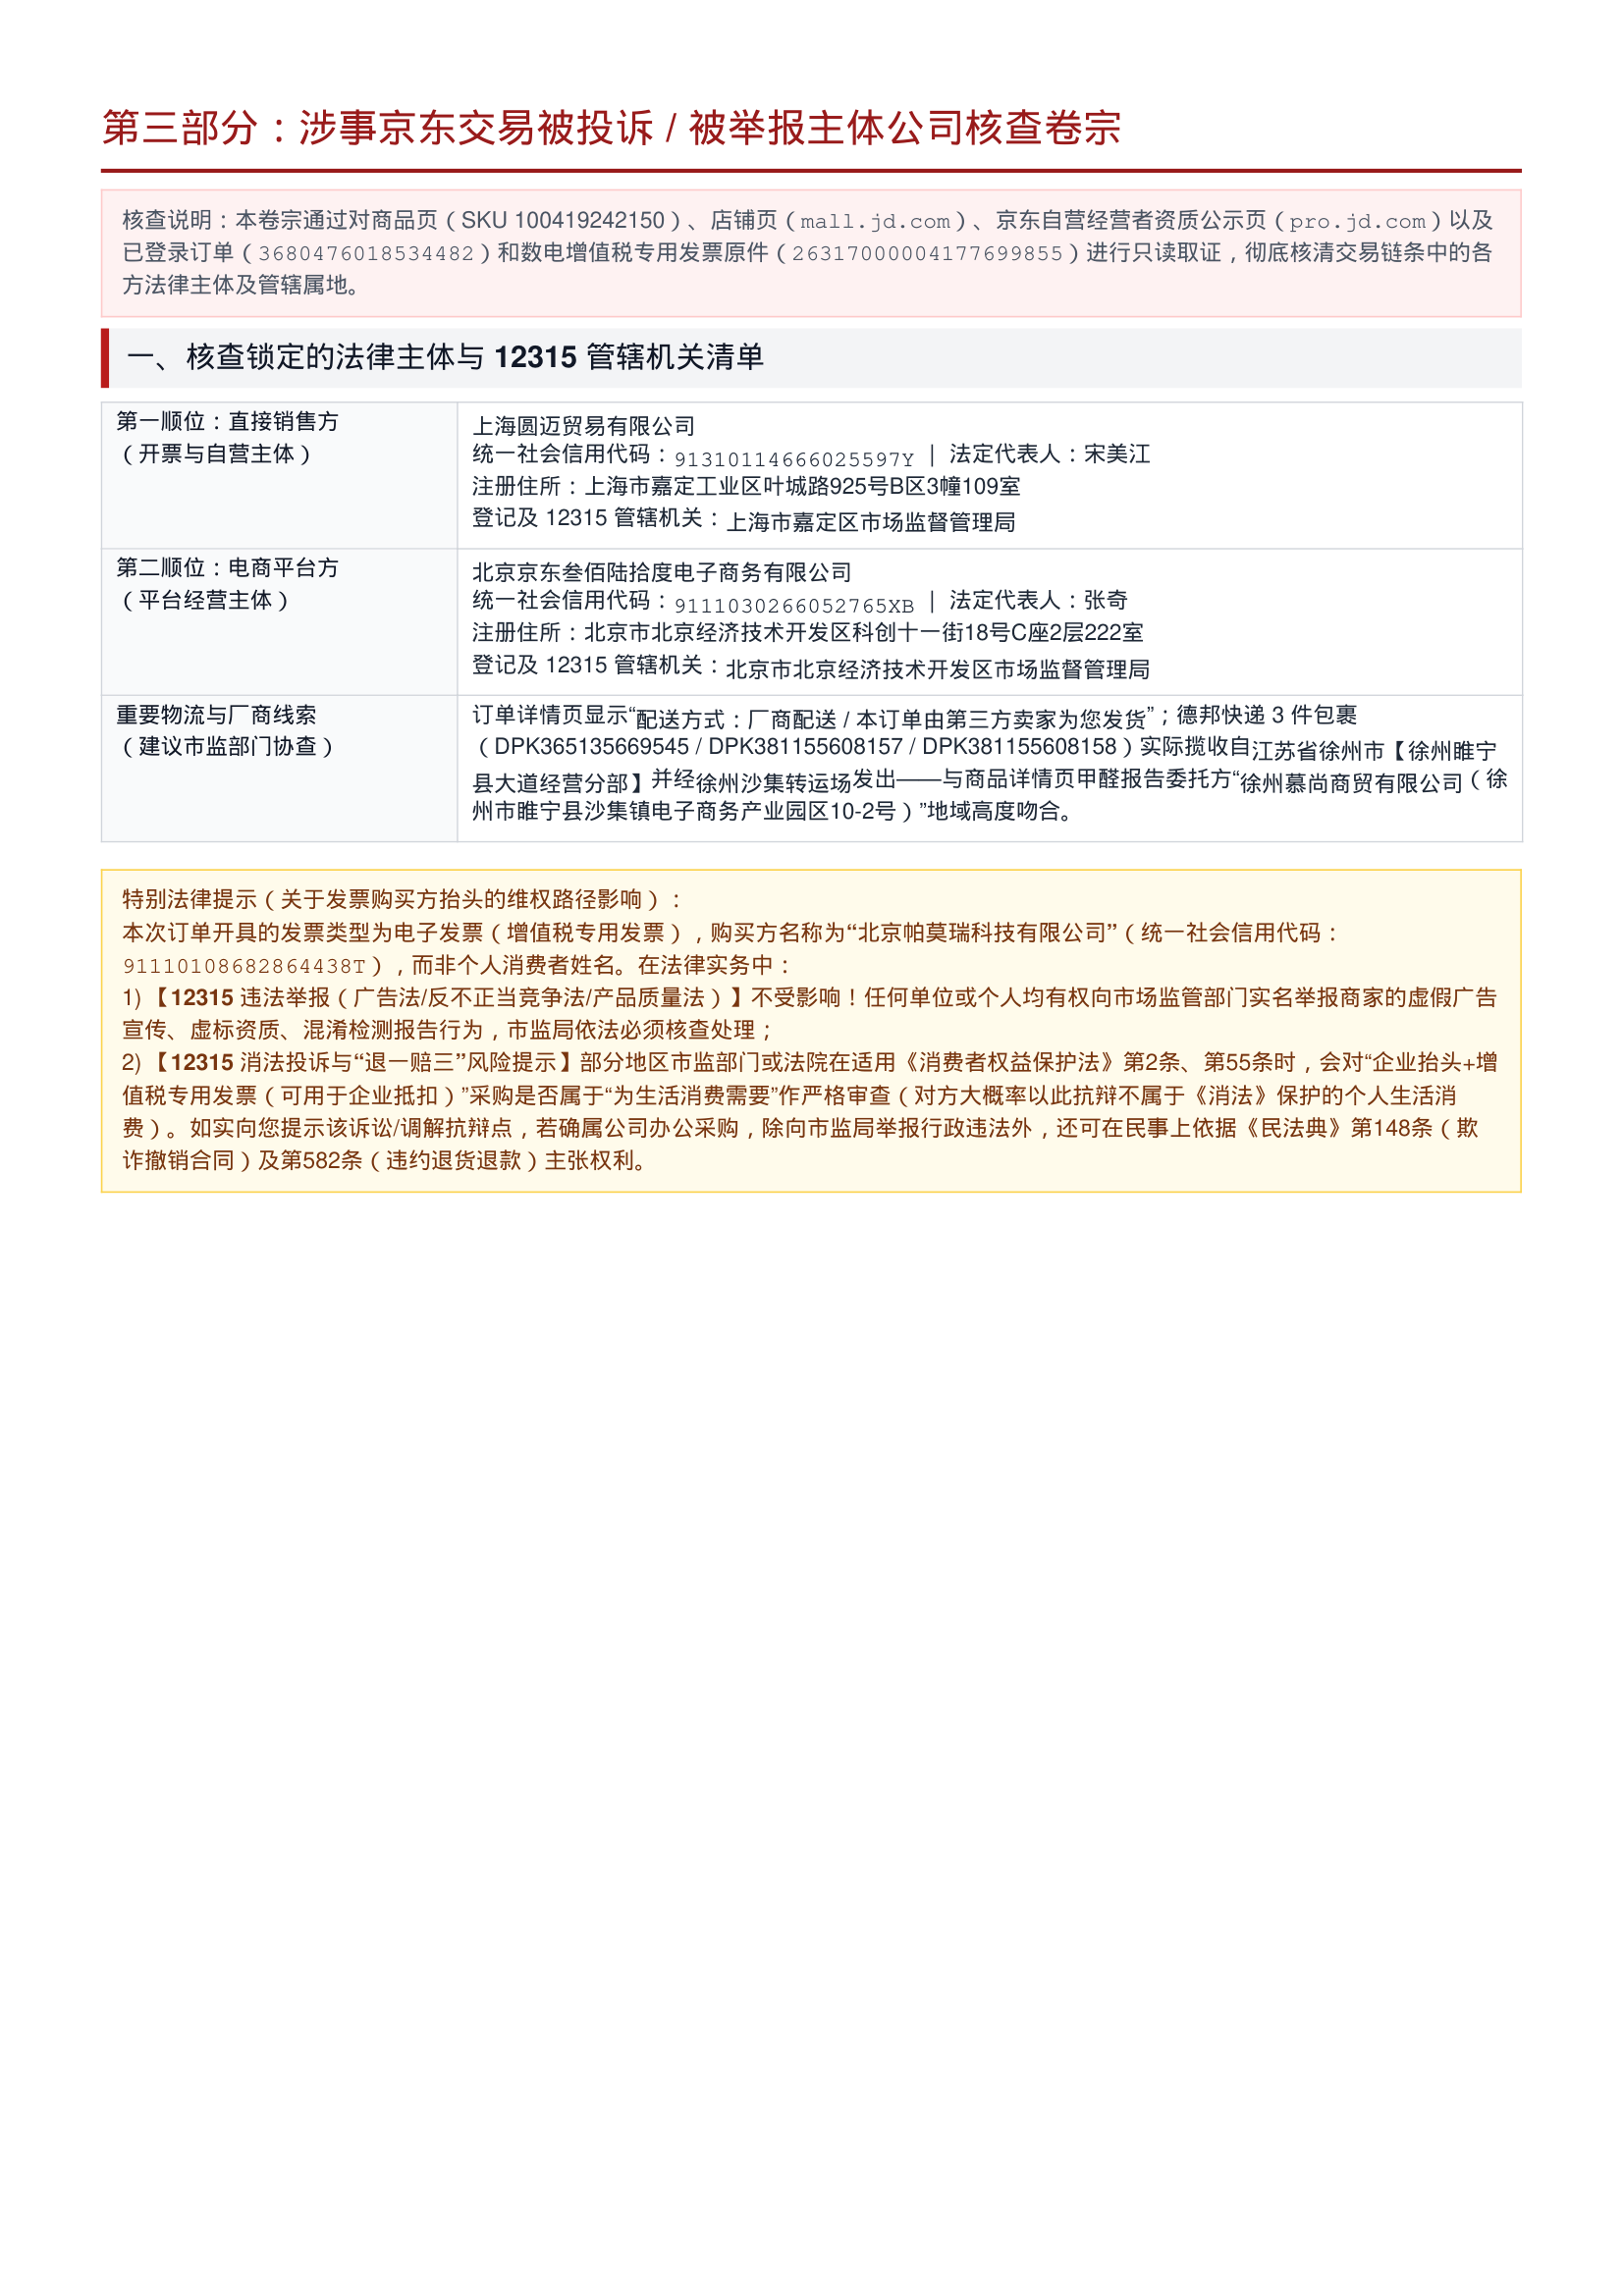 第三部分：涉事京东交易被投诉 / 被举报主体公司核查卷宗
核查说明：本卷宗通过对商品页（SKU 100419242150）、店铺页（mall.jd.com）、京东自营经营者资质公示页（pro.jd.com）以及
已登录订单（3680476018534482）和数电增值税专用发票原件（26317000004177699855）进行只读取证，彻底核清交易链条中的各
方法律主体及管辖属地。
一、核查锁定的法律主体与 12315 管辖机关清单
第一顺位：直接销售方
（开票与自营主体）
上海圆迈贸易有限公司
统一社会信用代码：91310114666025597Y | 法定代表人：宋美江
注册住所：上海市嘉定工业区叶城路925号B区3幢109室
登记及 12315 管辖机关：上海市嘉定区市场监督管理局
第二顺位：电商平台方
（平台经营主体）
北京京东叁佰陆拾度电子商务有限公司
统一社会信用代码：9111030266052765XB | 法定代表人：张奇
注册住所：北京市北京经济技术开发区科创十一街18号C座2层222室
登记及 12315 管辖机关：北京市北京经济技术开发区市场监督管理局
重要物流与厂商线索
（建议市监部门协查）
订单详情页显示“配送方式：厂商配送 / 本订单由第三方卖家为您发货”；德邦快递 3 件包裹
（DPK365135669545 / DPK381155608157 / DPK381155608158）实际揽收自江苏省徐州市【徐州睢宁
县大道经营分部】并经徐州沙集转运场发出——与商品详情页甲醛报告委托方“徐州慕尚商贸有限公司（徐
州市睢宁县沙集镇电子商务产业园区10-2号）”地域高度吻合。
特别法律提示（关于发票购买方抬头的维权路径影响）：
本次订单开具的发票类型为电子发票（增值税专用发票），购买方名称为“北京帕莫瑞科技有限公司”（统一社会信用代码：
91110108682864438T），而非个人消费者姓名。在法律实务中：
1) 【12315 违法举报（广告法/反不正当竞争法/产品质量法）】不受影响！任何单位或个人均有权向市场监管部门实名举报商家的虚假广告
宣传、虚标资质、混淆检测报告行为，市监局依法必须核查处理；
2) 【12315 消法投诉与“退一赔三”风险提示】部分地区市监部门或法院在适用《消费者权益保护法》第2条、第55条时，会对“企业抬头+增
值税专用发票（可用于企业抵扣）”采购是否属于“为生活消费需要”作严格审查（对方大概率以此抗辩不属于《消法》保护的个人生活消
费）。如实向您提示该诉讼/调解抗辩点，若确属公司办公采购，除向市监局举报行政违法外，还可在民事上依据《民法典》第148条（欺
诈撤销合同）及第582条（违约退货退款）主张权利。